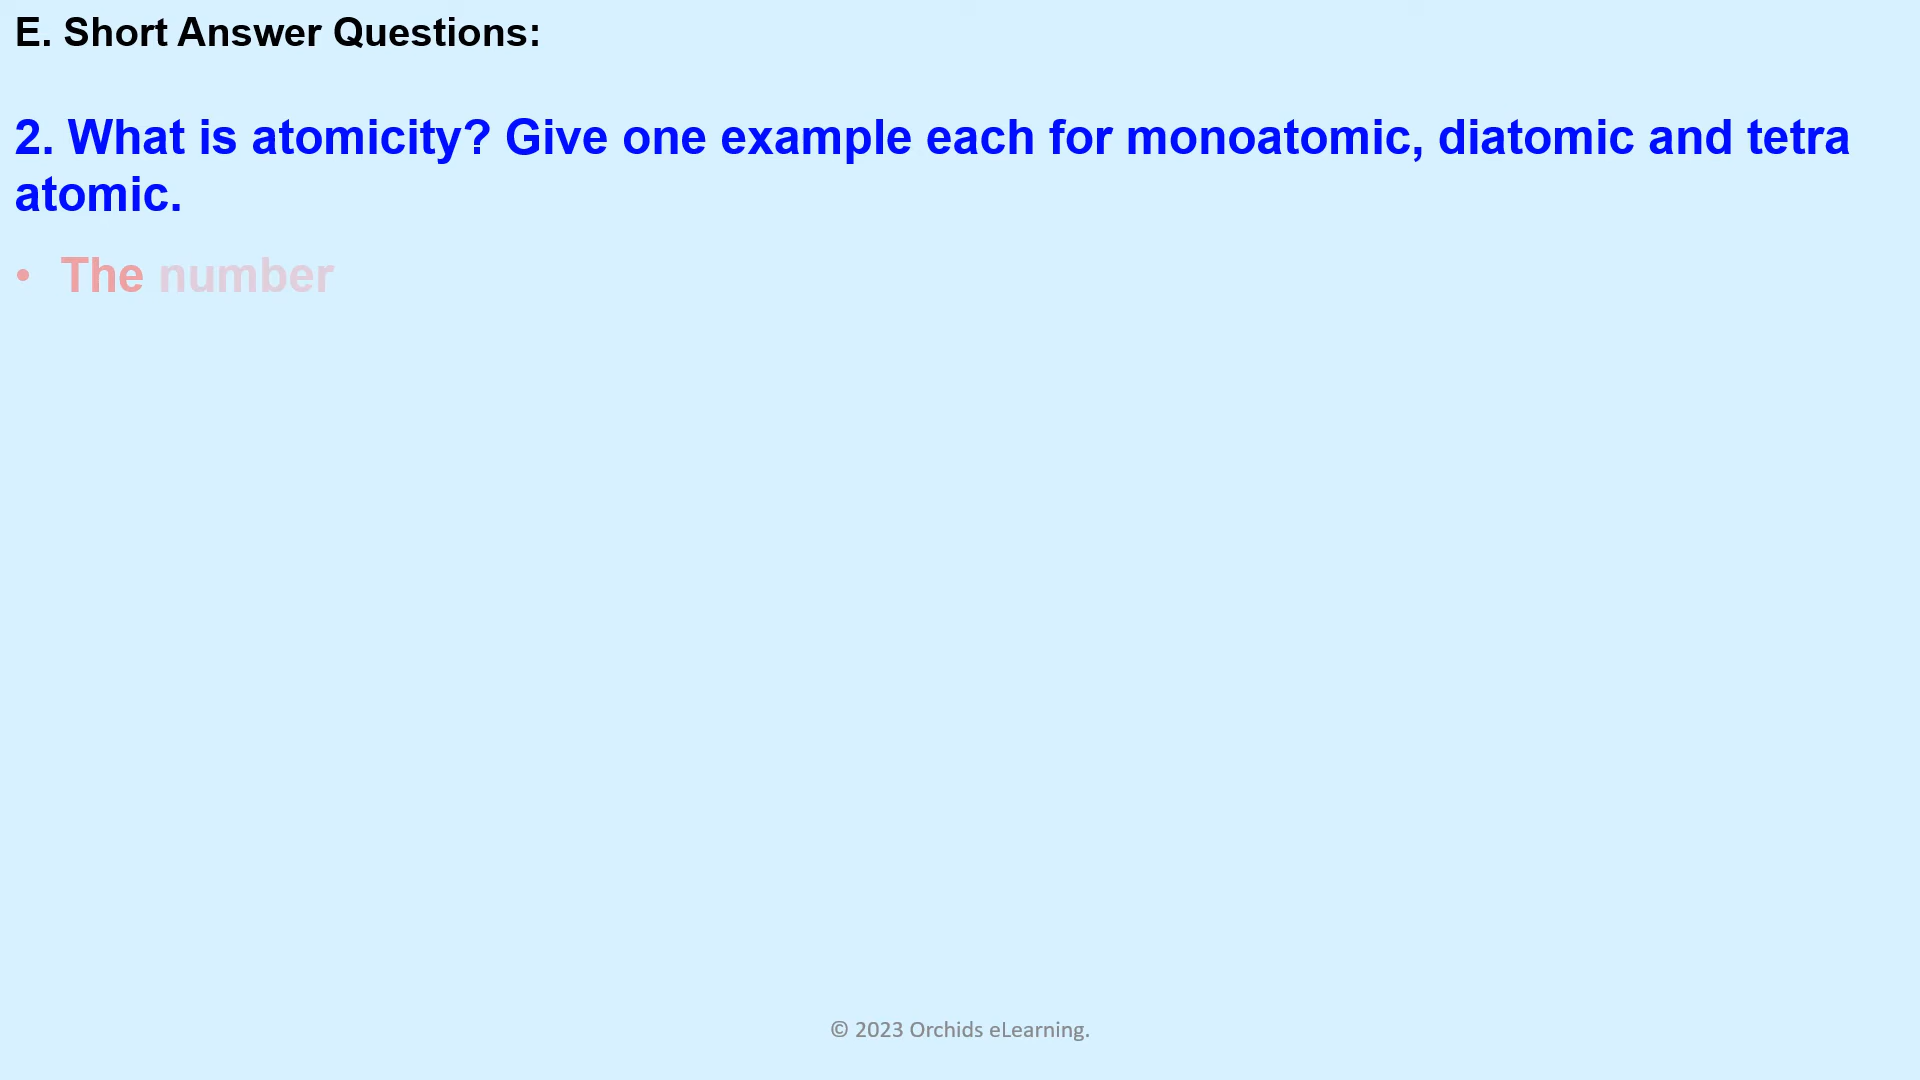 E. Short Answer Questions:
2. What is atomicity? Give one example each for monoatomic, diatomic and tetra
atomic.
• The number
© 2023 Orchids eLearning.